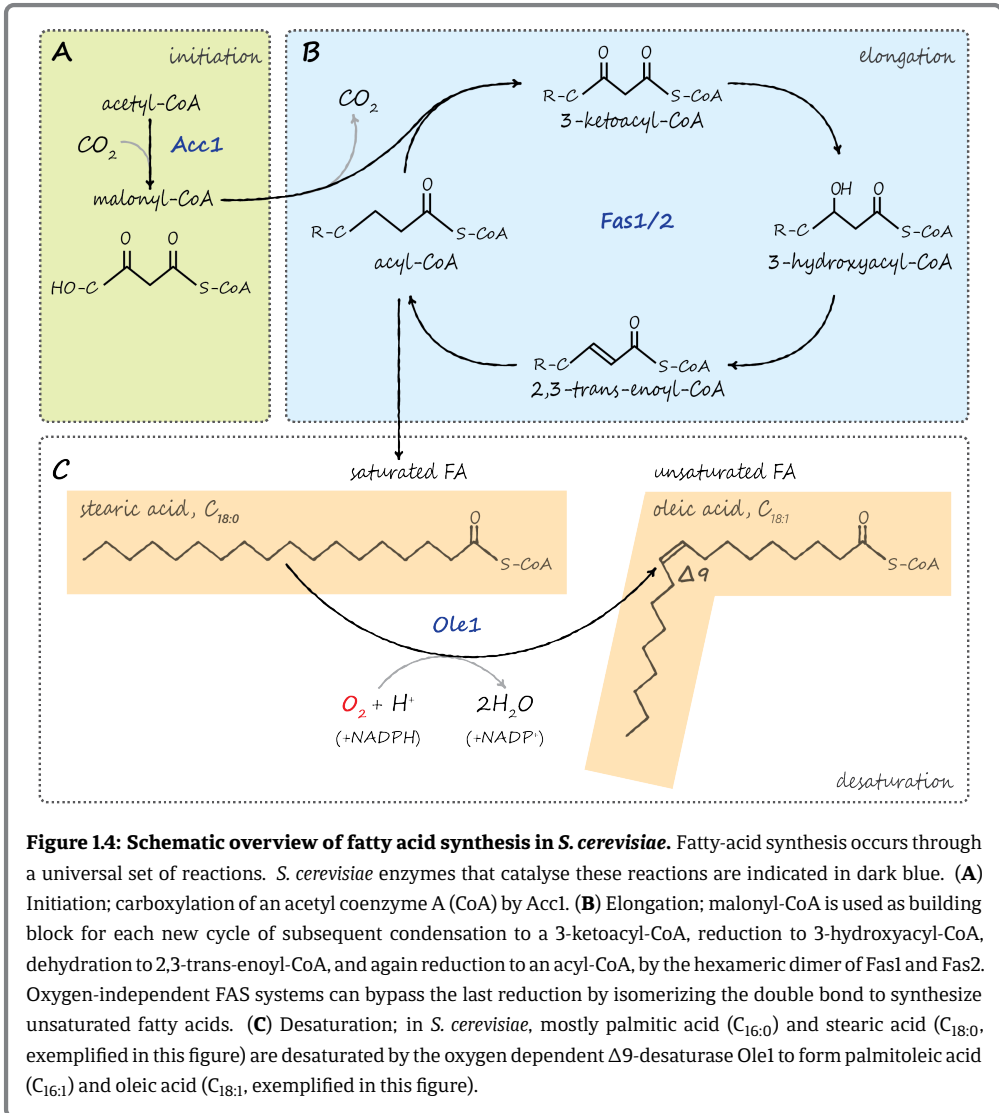 A
initiation
acetyl-CoA
CO2
Acc1
malonyl-CoA
O O
HO-C S-CoA
B
elongation
CO2
O O
R-C S-CoA
3-ketoacyl-CoA
OH O
R-C S-CoA
3-hydroxyacyl-CoA
Fas1/2
O
R-C S-CoA
acyl-CoA
O
R-C S-CoA
2,3-trans-enoyl-CoA
C
saturated FA
unsaturated FA
stearic acid, C18:0
O
S-CoA
oleic acid, C18:1
O
S-CoA
Δ9
Ole1
O2 + H+
2H2O
(+NADPH)
(+NADP+)
desaturation
Figure 1.4: Schematic overview of fatty acid synthesis in S. cerevisiae. Fatty-acid synthesis occurs through
a universal set of reactions. S. cerevisiae enzymes that catalyse these reactions are indicated in dark blue. (A)
Initiation; carboxylation of an acetyl coenzyme A (CoA) by Acc1. (B) Elongation; malonyl-CoA is used as building
block for each new cycle of subsequent condensation to a 3-ketoacyl-CoA, reduction to 3-hydroxyacyl-CoA,
dehydration to 2,3-trans-enoyl-CoA, and again reduction to an acyl-CoA, by the hexameric dimer of Fas1 and Fas2.
Oxygen-independent FAS systems can bypass the last reduction by isomerizing the double bond to synthesize
unsaturated fatty acids. (C) Desaturation; in S. cerevisiae, mostly palmitic acid (C16:0) and stearic acid (C18:0,
exemplified in this figure) are desaturated by the oxygen dependent Δ9-desaturase Ole1 to form palmitoleic acid
(C16:1) and oleic acid (C18:1, exemplified in this figure).